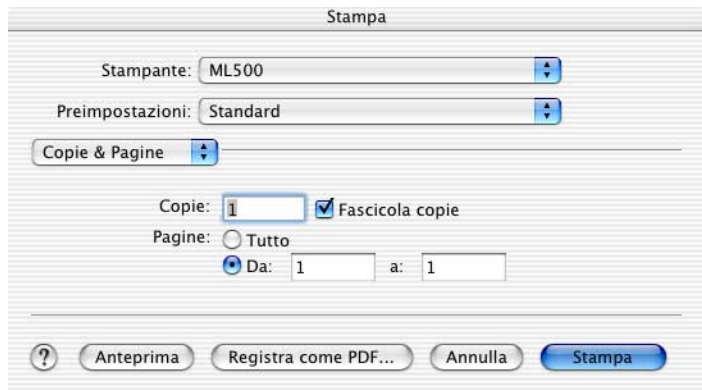 Stampa
Stampante: ML500
Preimpostazioni: Standard
Copie & Pagine
Copie: 1 Fascicola copie
Pagine: Tutto
Da: 1 a: 1
? Anteprima Registra come PDF... Annulla Stampa